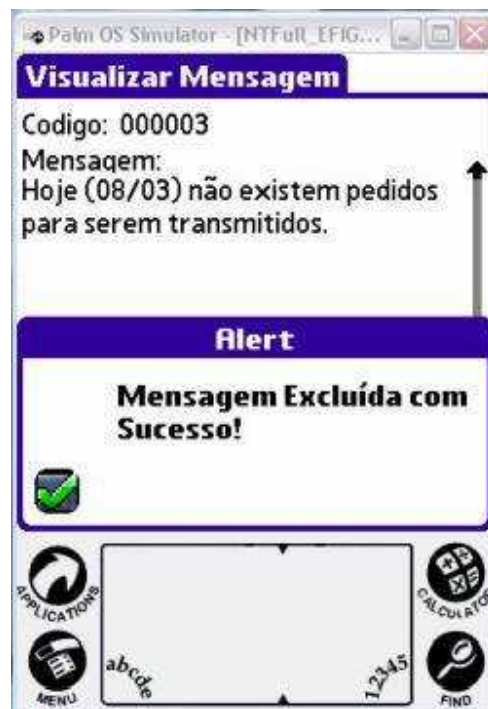 Palm OS Simulator - [NTFull_EFIG...
Visualizar Mensagem
Codigo: 000003
Mensagem:
Hoje (08/03) não existem pedidos
para serem transmitidos.
Alert
Mensagem Excluída com
Sucesso!
APPLICATIONS
CALCULATOR
abcde
12345
MENU
FIND